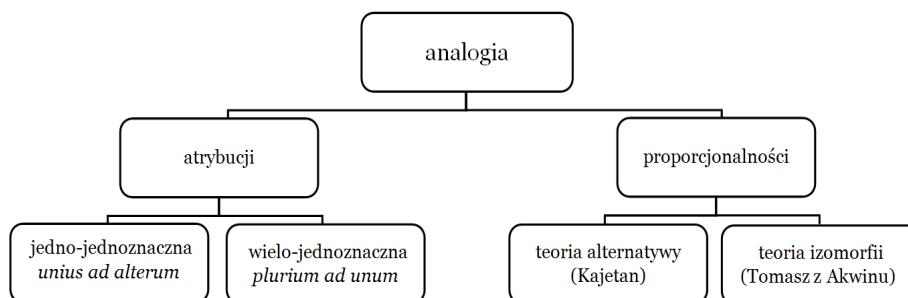 analogia
atrybucji
proporcjonalności
jedno-jednoznaczna
unius ad alterum
wielo-jednoznaczna
plurium ad unum
teoria alternatywy
(Kajetan)
teoria izomorfii
(Tomasz z Akwinu)